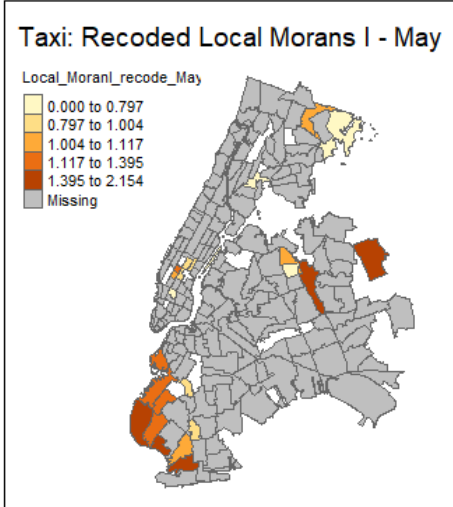 Taxi: Recoded Local Morans I - May
Local_MoranI_recode_May
0.000 to 0.797
0.797 to 1.004
1.004 to 1.117
1.117 to 1.395
1.395 to 2.154
Missing